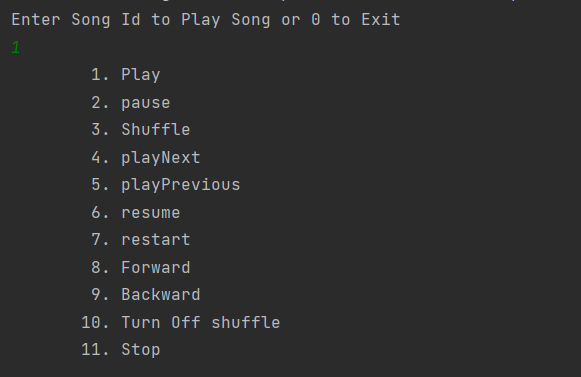 Enter Song Id to Play Song or 0 to Exit
1
1. Play
2. pause
3. Shuffle
4. playNext
5. playPrevious
6. resume
7. restart
8. Forward
9. Backward
10. Turn Off shuffle
11. Stop